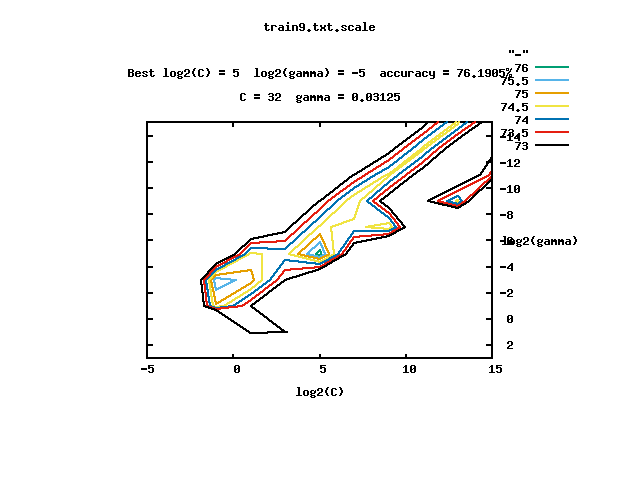 train9.txt.scale
"-"
Best log2(C) = 5 log2(gamma) = -5 accuracy = 76.1905%
C = 32 gamma = 0.03125
76
75.5
75
74.5
74
73.5
73
-14
-12
-10
-8
-6
log2(gamma)
-4
-2
0
2
-5 0 5 10 15
log2(C)